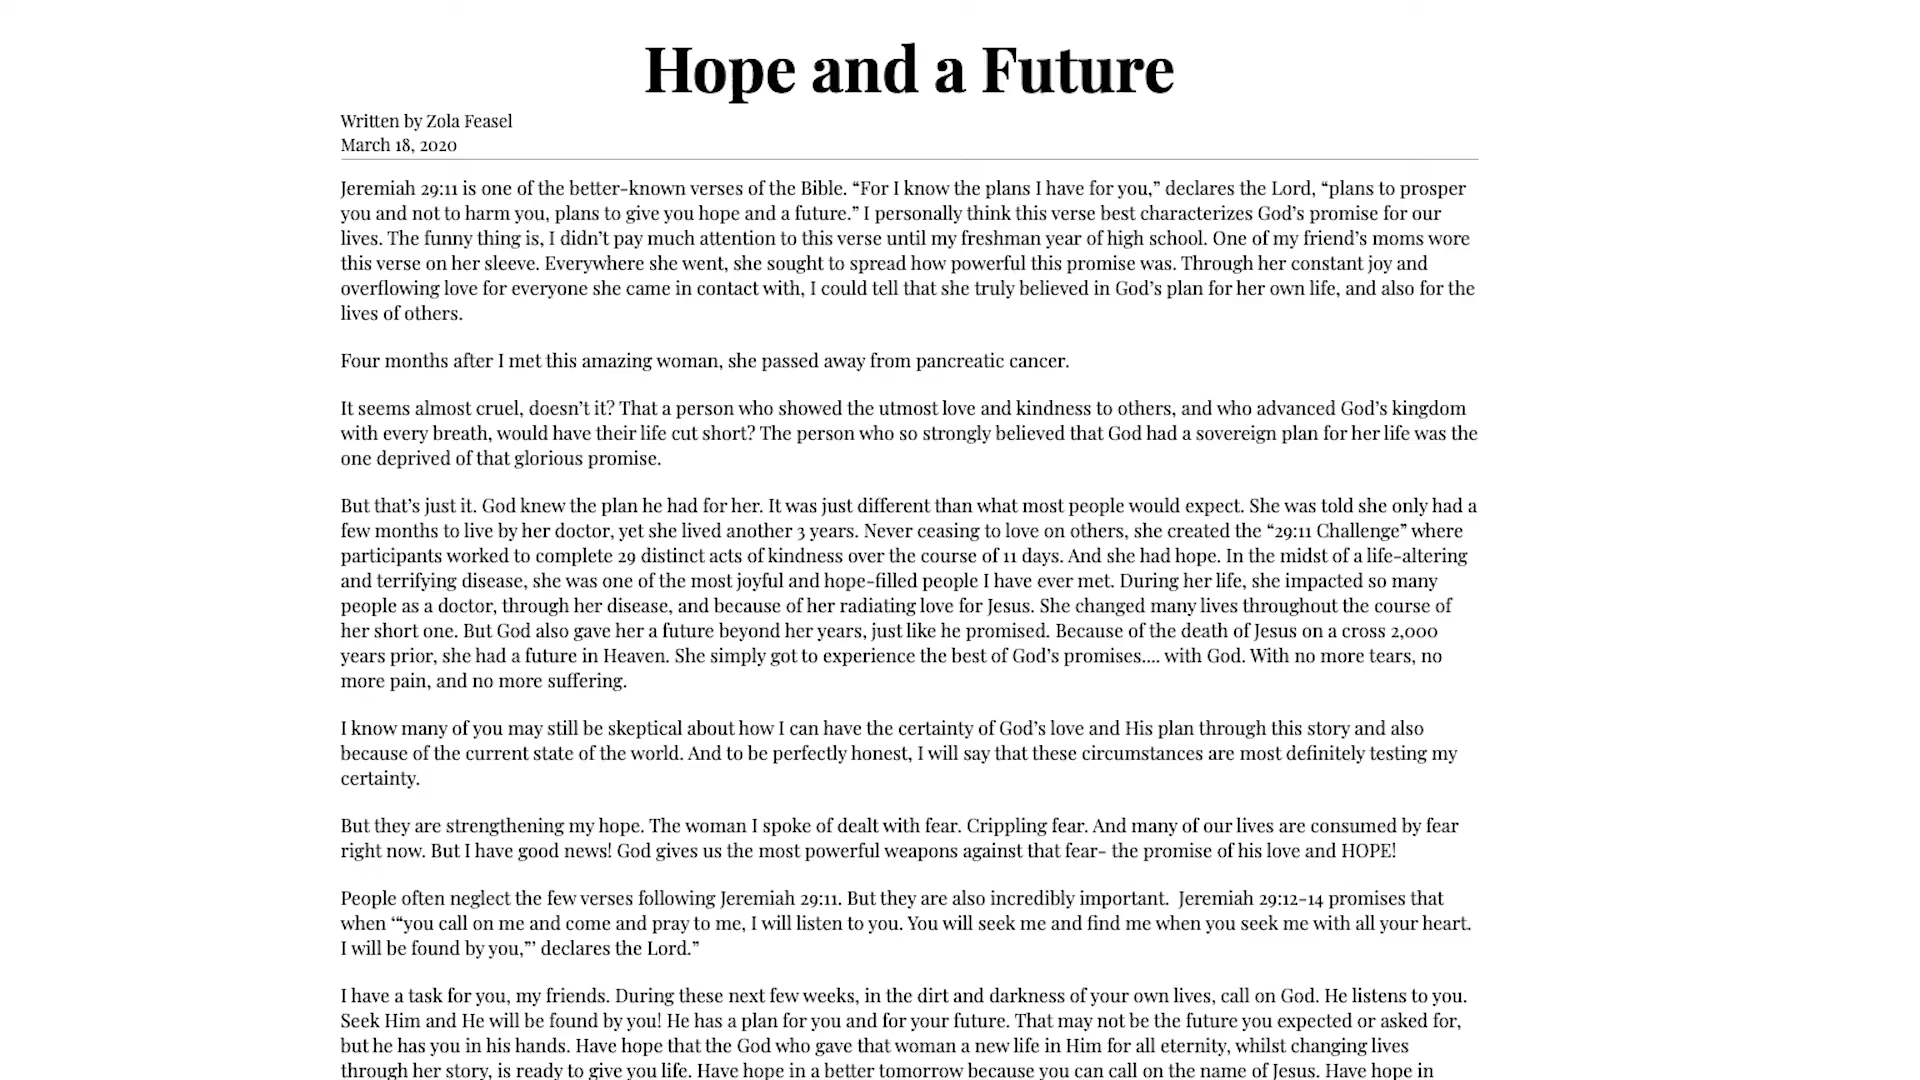 Hope and a Future
Written by Zola Feasel
March 18, 2020
Jeremiah 29:11 is one of the better-known verses of the Bible. “For I know the plans I have for you,” declares the Lord, “plans to prosper
you and not to harm you, plans to give you hope and a future.” I personally think this verse best characterizes God’s promise for our
lives. The funny thing is, I didn’t pay much attention to this verse until my freshman year of high school. One of my friend’s moms wore
this verse on her sleeve. Everywhere she went, she sought to spread how powerful this promise was. Through her constant joy and
overflowing love for everyone she came in contact with, I could tell that she truly believed in God’s plan for her own life, and also for the
lives of others.
Four months after I met this amazing woman, she passed away from pancreatic cancer.
It seems almost cruel, doesn’t it? That a person who showed the utmost love and kindness to others, and who advanced God’s kingdom
with every breath, would have their life cut short? The person who so strongly believed that God had a sovereign plan for her life was the
one deprived of that glorious promise.
But that’s just it. God knew the plan he had for her. It was just different than what most people would expect. She was told she only had a
few months to live by her doctor, yet she lived another 3 years. Never ceasing to love on others, she created the “29:11 Challenge” where
participants worked to complete 29 distinct acts of kindness over the course of 11 days. And she had hope. In the midst of a life-altering
and terrifying disease, she was one of the most joyful and hope-filled people I have ever met. During her life, she impacted so many
people as a doctor, through her disease, and because of her radiating love for Jesus. She changed many lives throughout the course of
her short one. But God also gave her a future beyond her years, just like he promised. Because of the death of Jesus on a cross 2,000
years prior, she had a future in Heaven. She simply got to experience the best of God’s promises.... with God. With no more tears, no
more pain, and no more suffering.
I know many of you may still be skeptical about how I can have the certainty of God’s love and His plan through this story and also
because of the current state of the world. And to be perfectly honest, I will say that these circumstances are most definitely testing my
certainty.
But they are strengthening my hope. The woman I spoke of dealt with fear. Crippling fear. And many of our lives are consumed by fear
right now. But I have good news! God gives us the most powerful weapons against that fear- the promise of his love and HOPE!
People often neglect the few verses following Jeremiah 29:11. But they are also incredibly important.  Jeremiah 29:12-14 promises that
when ‘“you call on me and come and pray to me, I will listen to you. You will seek me and find me when you seek me with all your heart.
I will be found by you,”’ declares the Lord.”
I have a task for you, my friends. During these next few weeks, in the dirt and darkness of your own lives, call on God. He listens to you.
Seek Him and He will be found by you! He has a plan for you and for your future. That may not be the future you expected or asked for,
but he has you in his hands. Have hope that the God who gave that woman a new life in Him for all eternity, whilst changing lives
through her story, is ready to give you life. Have hope in a better tomorrow because you can call on the name of Jesus. Have hope in